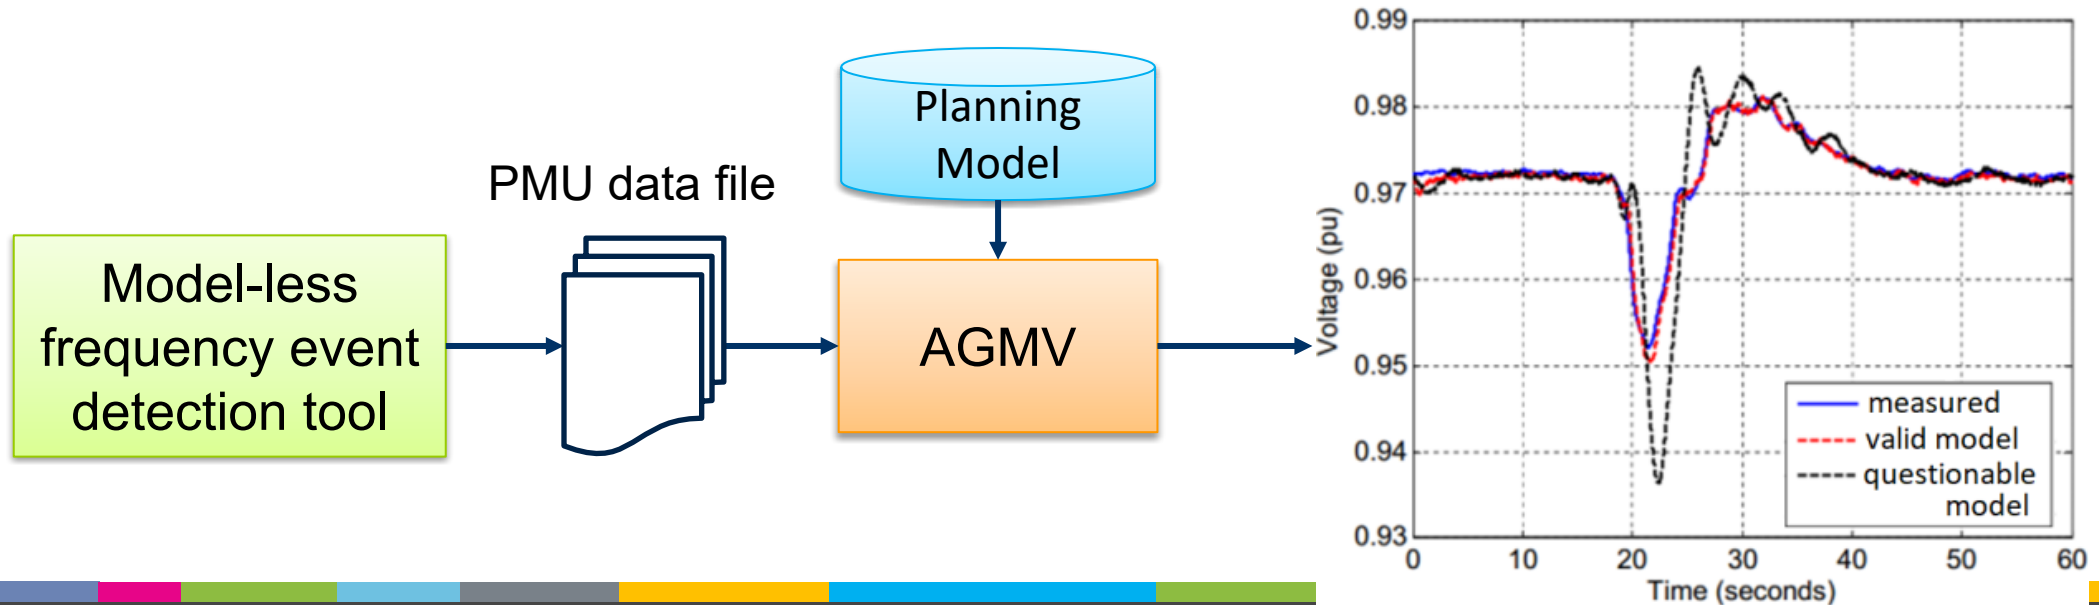 Model-less
frequency event
detection tool
PMU data file
Planning
Model
AGMV
Voltage (pu)
0.99
0.98
0.97
0.96
0.95
0.94
0.93
0 10 20 30 40 50 60
Time (seconds)
measured
valid model
questionable
model